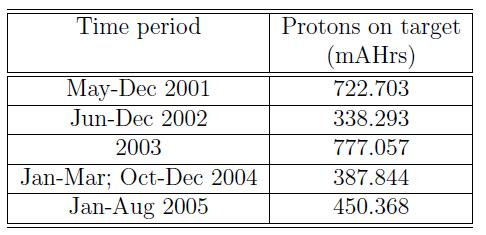 Time period Protons on target
(mAHrs)
May-Dec 2001 722.703
Jun-Dec 2002 338.293
2003 777.057
Jan-Mar; Oct-Dec 2004 387.844
Jan-Aug 2005 450.368